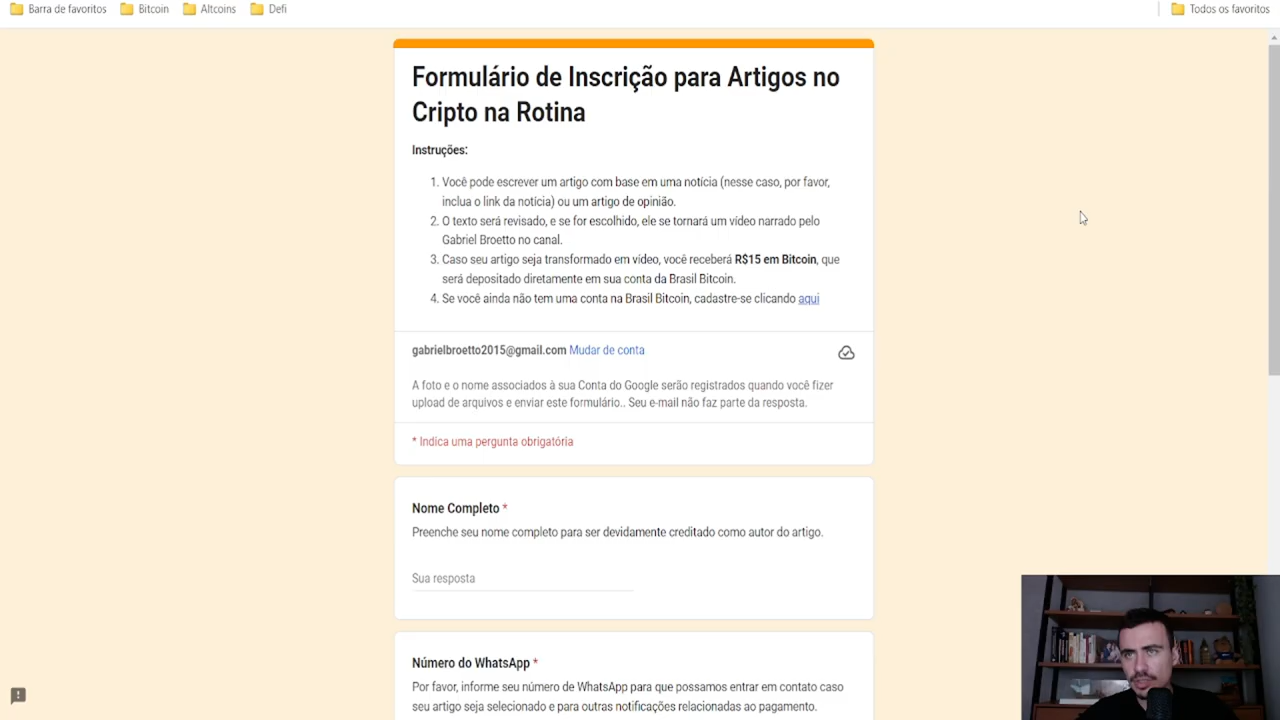 Barra de favoritos Bitcoin Altcoins Defi Todos os favoritos
Formulário de Inscrição para Artigos no
Cripto na Rotina
Instruções:
1. Você pode escrever um artigo com base em uma notícia (nesse caso, por favor,
inclua o link da notícia) ou um artigo de opinião.
2. O texto será revisado, e se for escolhido, ele se tornará um vídeo narrado pelo
Gabriel Broetto no canal.
3. Caso seu artigo seja transformado em vídeo, você receberá R$15 em Bitcoin, que
será depositado diretamente em sua conta da Brasil Bitcoin.
4. Se você ainda não tem uma conta na Brasil Bitcoin, cadastre-se clicando aqui
gabrielbroetto2015@gmail.com Mudar de conta
A foto e o nome associados à sua Conta do Google serão registrados quando você fizer
upload de arquivos e enviar este formulário.. Seu e-mail não faz parte da resposta.
* Indica uma pergunta obrigatória
Nome Completo *
Preenche seu nome completo para ser devidamente creditado como autor do artigo.
Sua resposta
Número do WhatsApp *
Por favor, informe seu número de WhatsApp para que possamos entrar em contato caso
seu artigo seja selecionado e para outras notificações relacionadas ao pagamento.